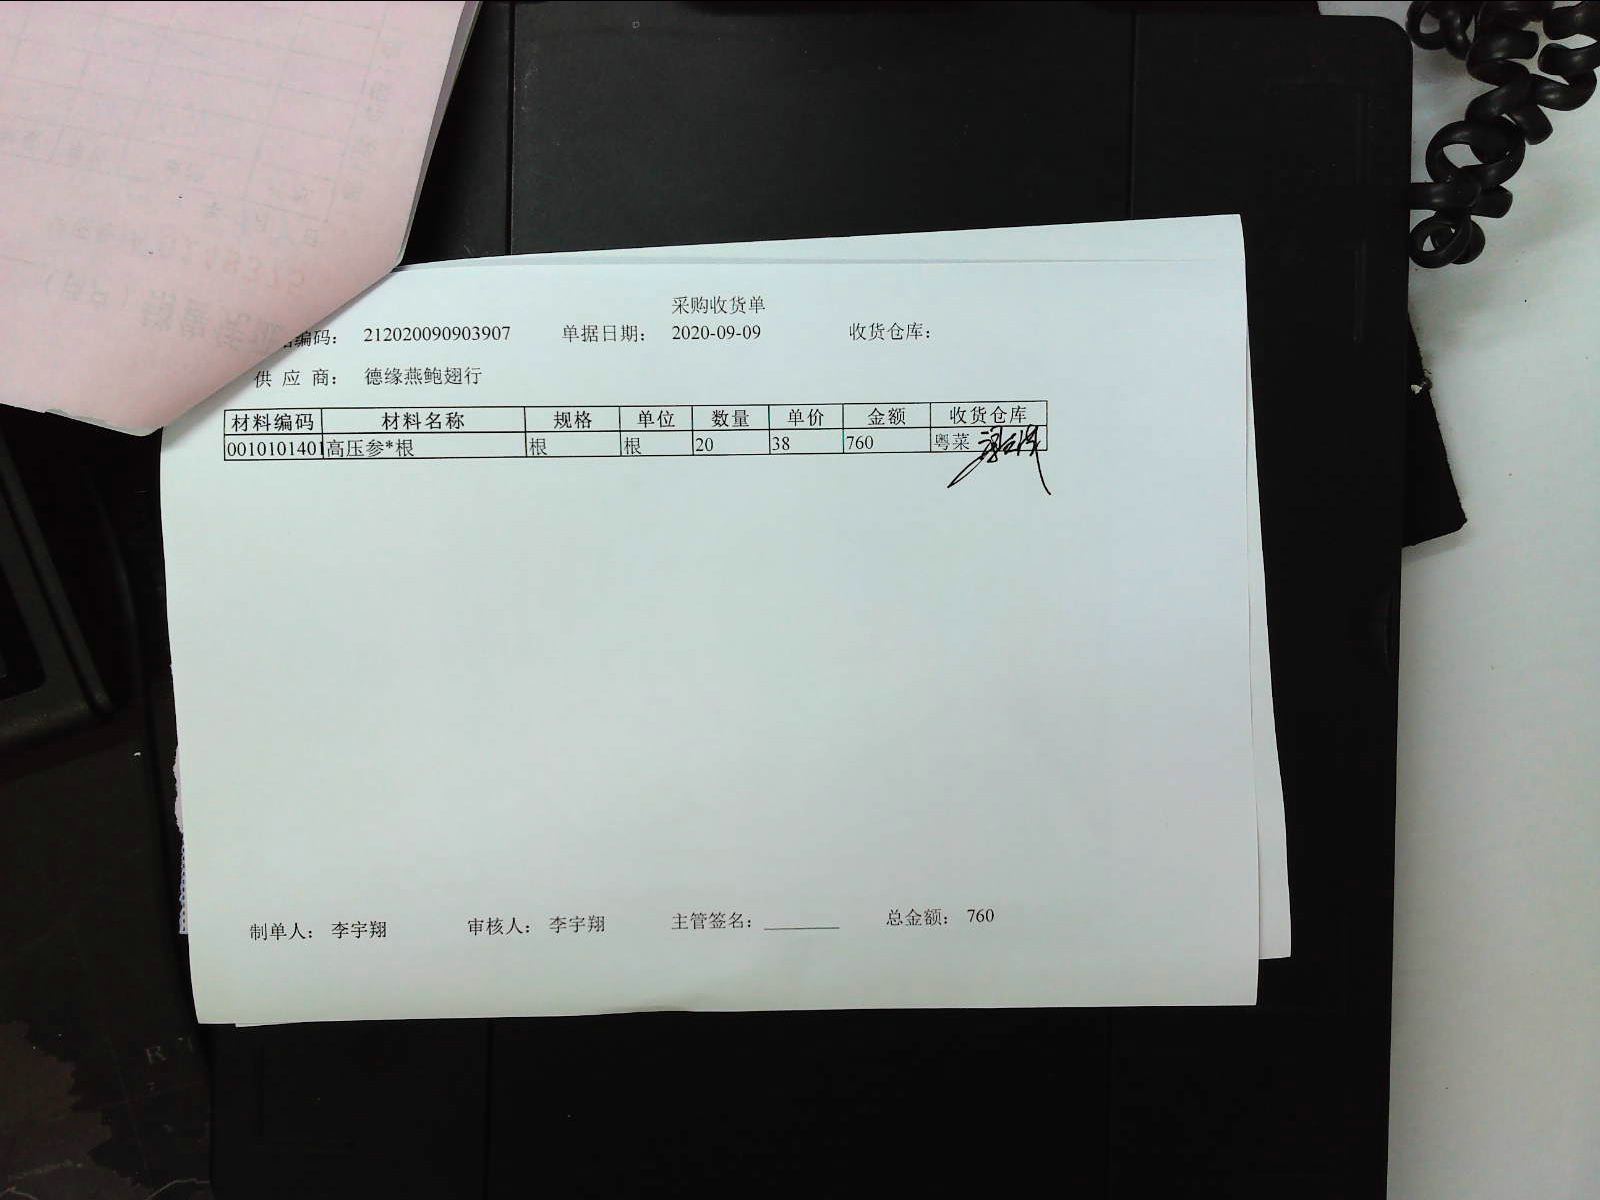 采购收货单
编码： 212020090903907 单据日期： 2020-09-09 收货仓库：
供 应 商： 德缘燕鲍翅行
材料编码 材料名称 规格 单位 数量 单价 金额 收货仓库
0010101401 高压参*根 根 根 20 38 760 粤菜
制单人： 李宇翔 审核人： 李宇翔 主管签名： 总金额： 760